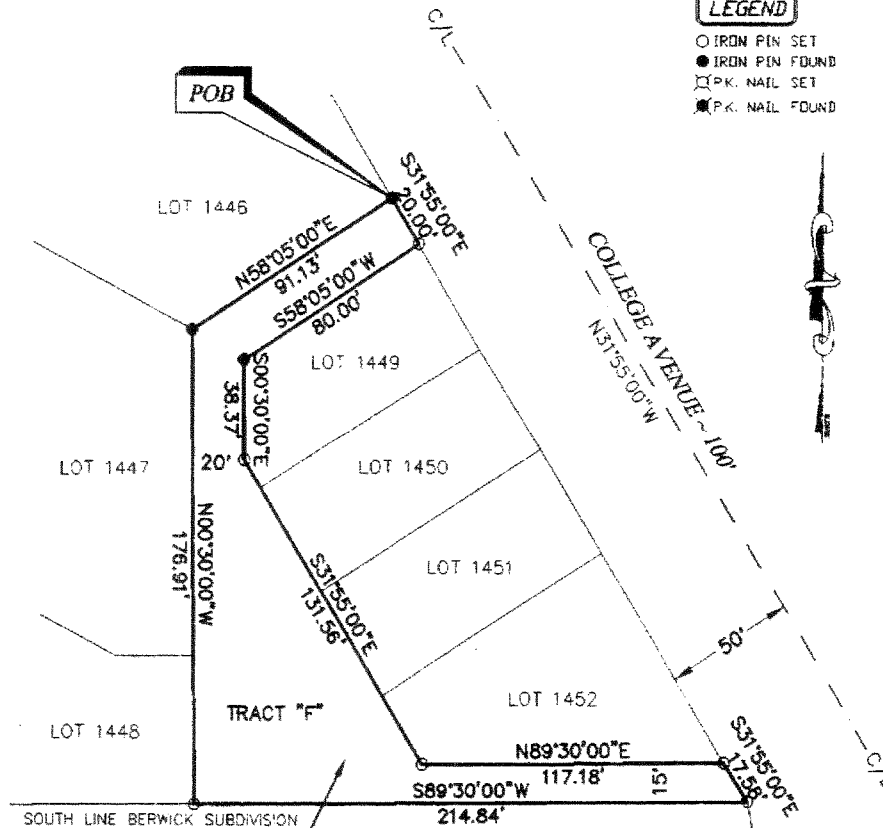 LEGEND
IRON PIN SET
IRON PIN FOUND
P.K. NAIL SET
P.K. NAIL FOUND
C/L
POB
S31°55'00"E
20.00'
LOT 1446
N58°05'00"E
91.13'
S58°05'00"W
80.00'
COLLEGE AVENUE ~ 100'
N31°55'00"W
LOT 1449
S00°30'00"E
38.37'
20'
LOT 1447
LOT 1450
N00°30'00"W
176.91'
S31°55'00"E
131.56'
LOT 1451
50'
LOT 1452
TRACT "F"
LOT 1448
N89°30'00"E
117.18'
15'
S31°55'00"E
17.58'
C/L
S89°30'00"W
214.84'
SOUTH LINE BERWICK SUBDIVISION